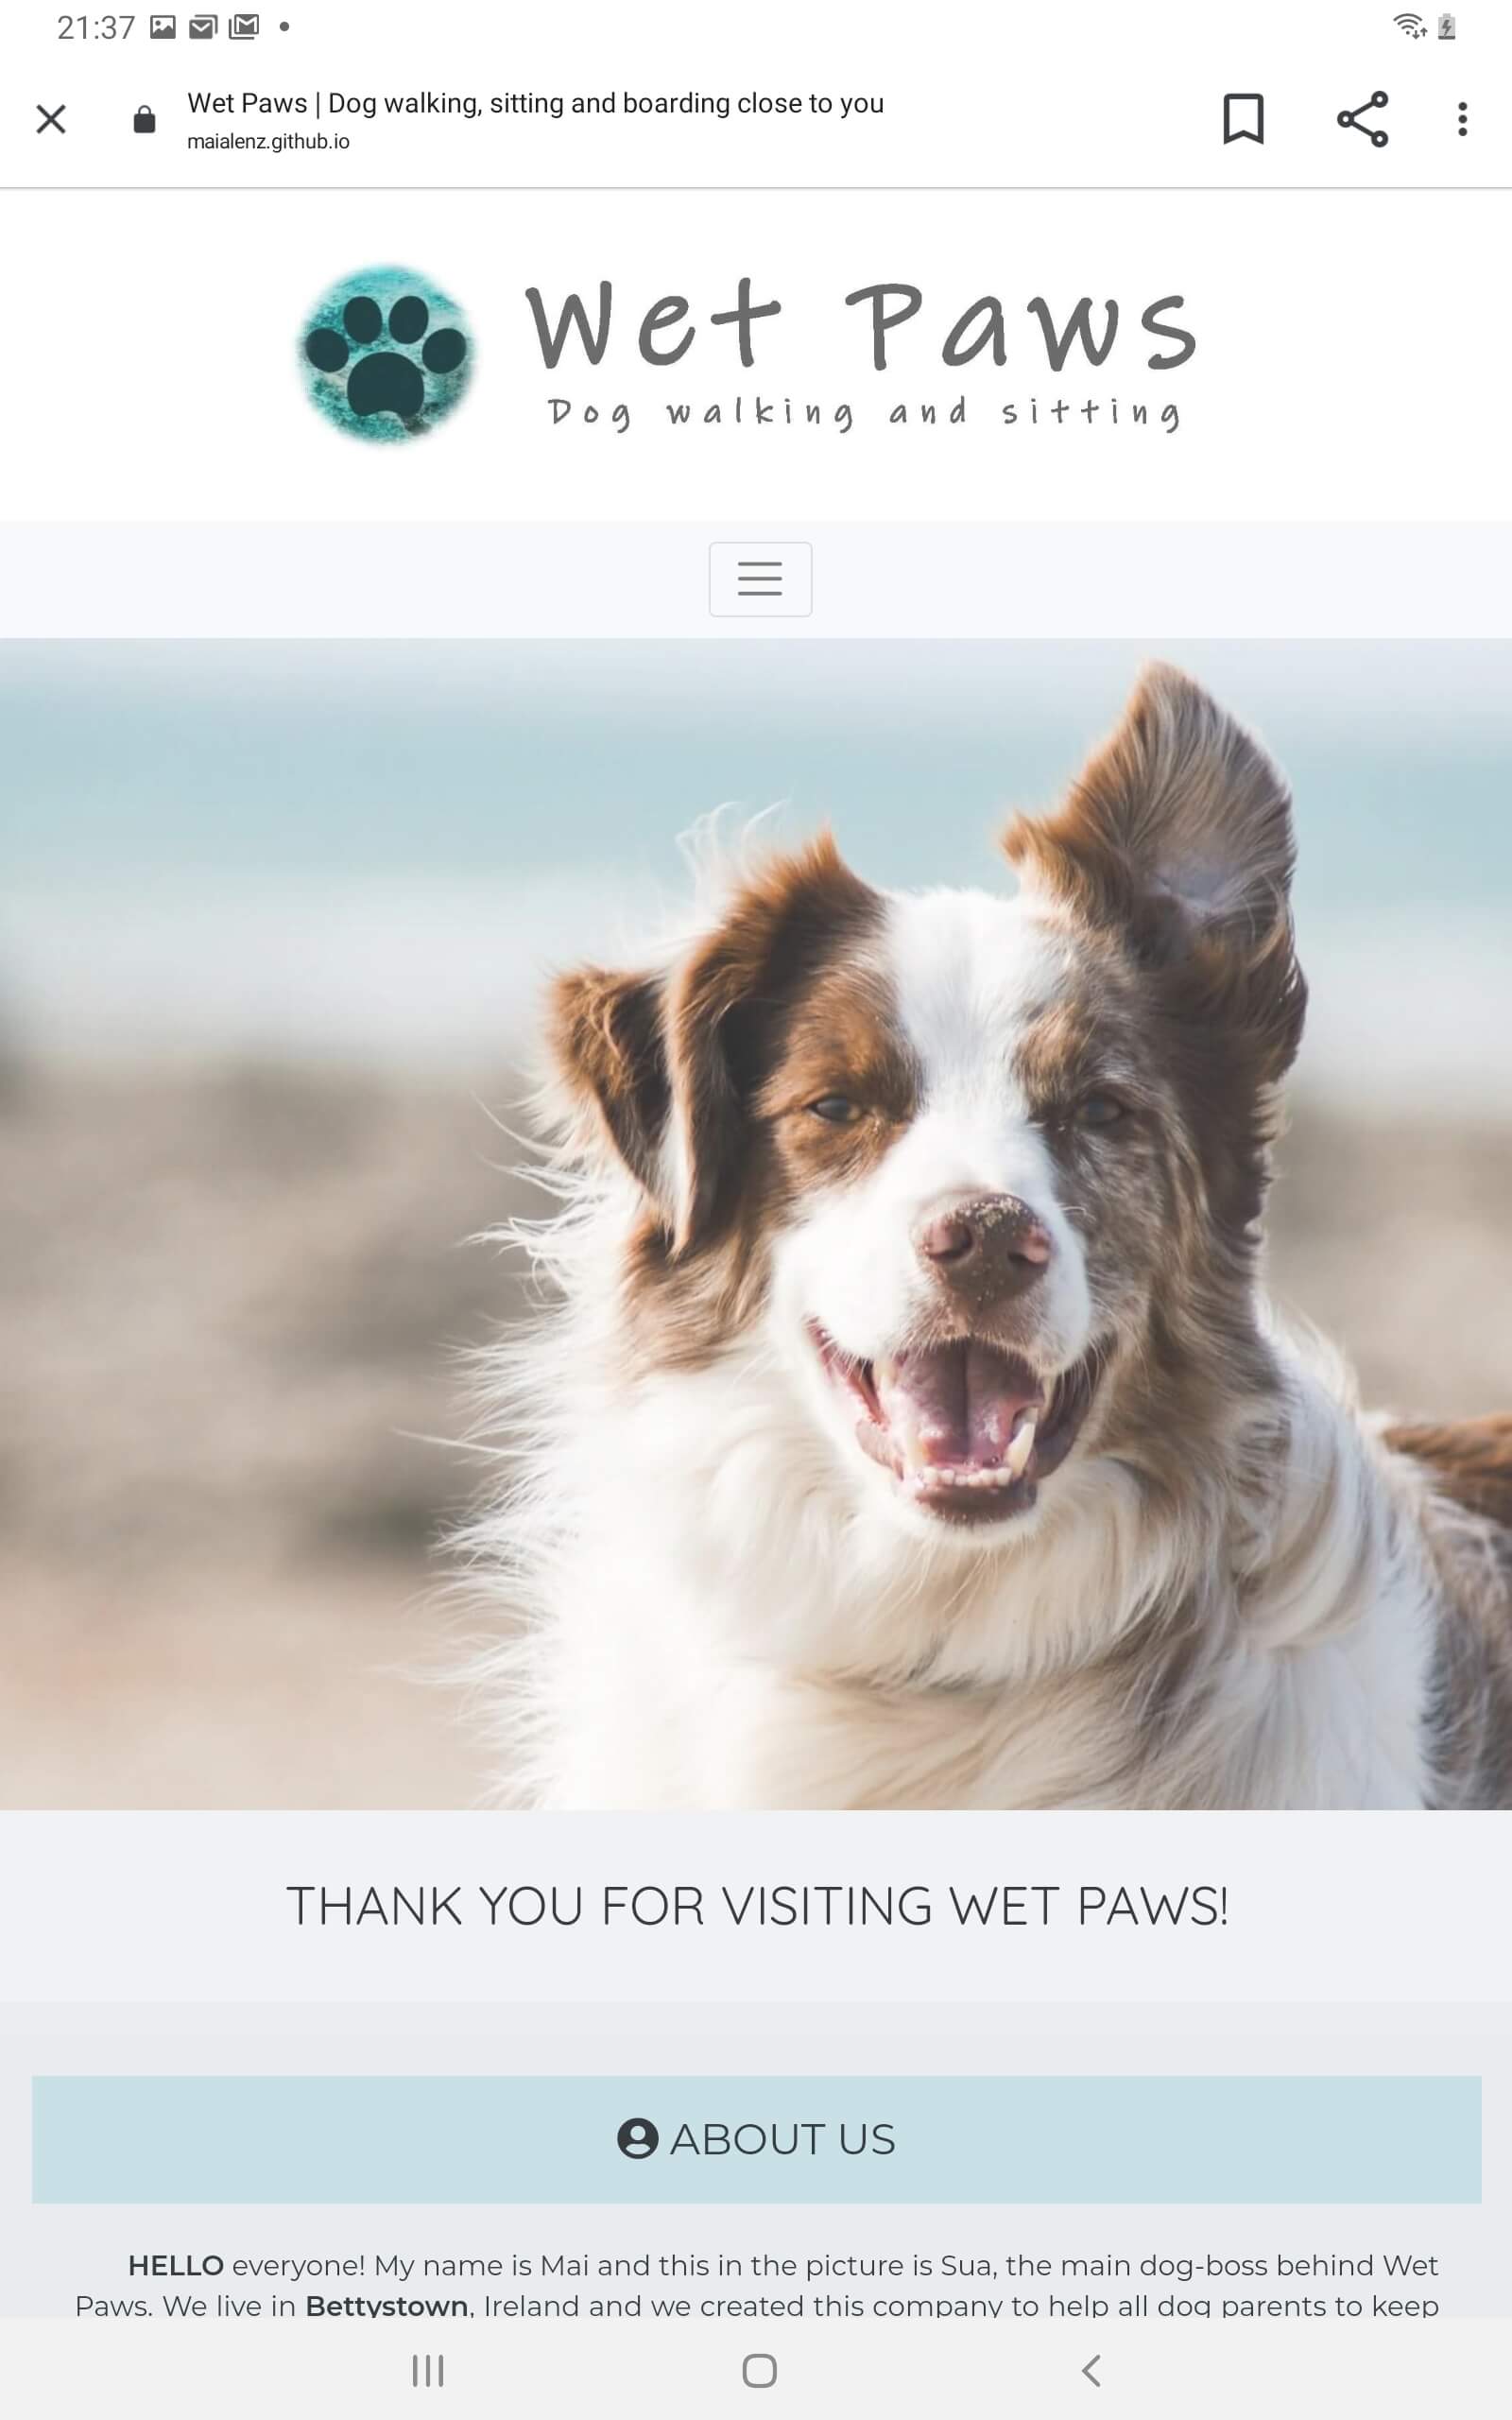 21:37
Wet Paws | Dog walking, sitting and boarding close to you
maialenz.github.io
Wet Paws
Dog walking and sitting
THANK YOU FOR VISITING WET PAWS!
ABOUT US
HELLO everyone! My name is Mai and this in the picture is Sua, the main dog-boss behind Wet
Paws. We live in Bettystown, Ireland and we created this company to help all dog parents to keep